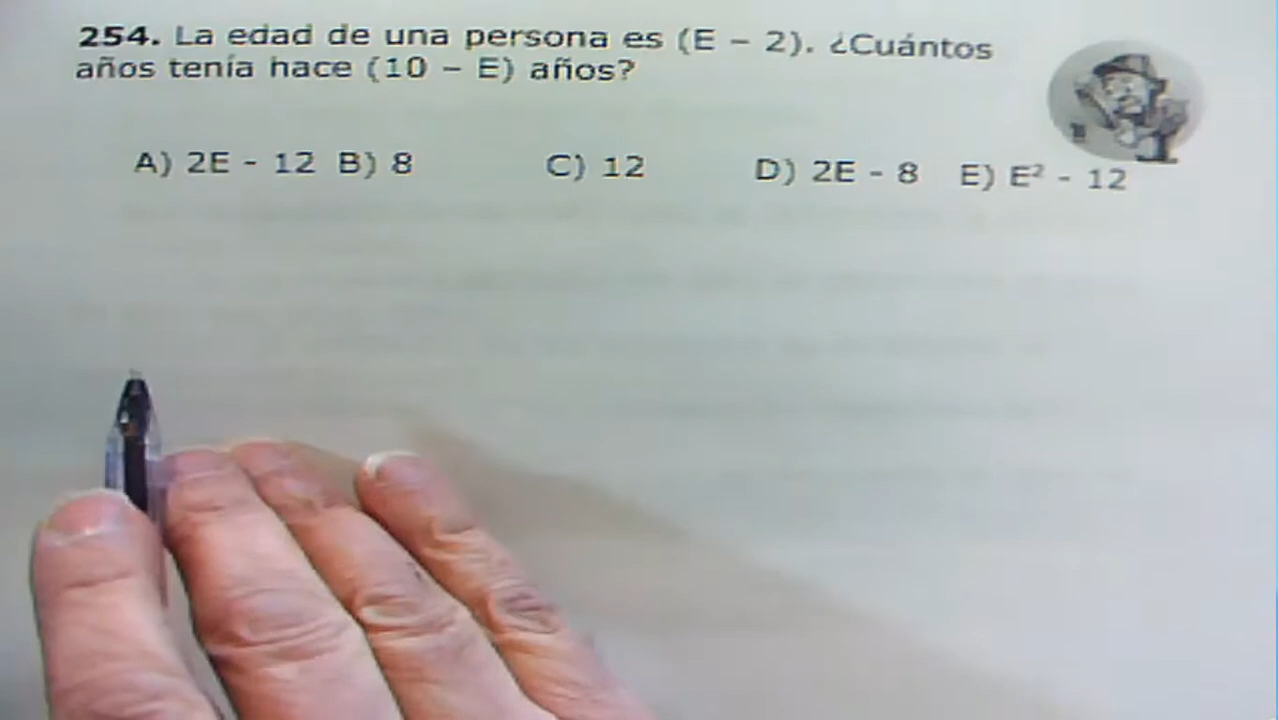 254. La edad de una persona es (E – 2). ¿Cuántos
años tenía hace (10 – E) años?
A) 2E - 12 B) 8 C) 12 D) 2E - 8 E) E² - 12